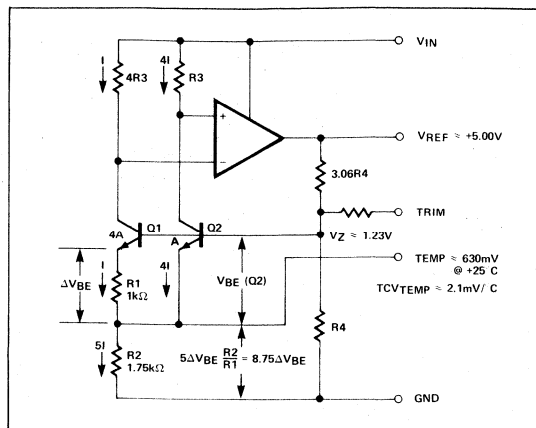 VIN
I
4R3
4I
R3
+
−
VREF ≈ +5.00V
3.06R4
TRIM
VZ ≈ 1.23V
4A
Q1
A
Q2
TEMP ≈ 630mV
@ +25°C
TCVTEMP ≈ 2.1mV/°C
ΔVBE
I
R1
1kΩ
4I
VBE (Q2)
5I
R2
1.75kΩ
5ΔVBE R2/R1 = 8.75ΔVBE
R4
GND